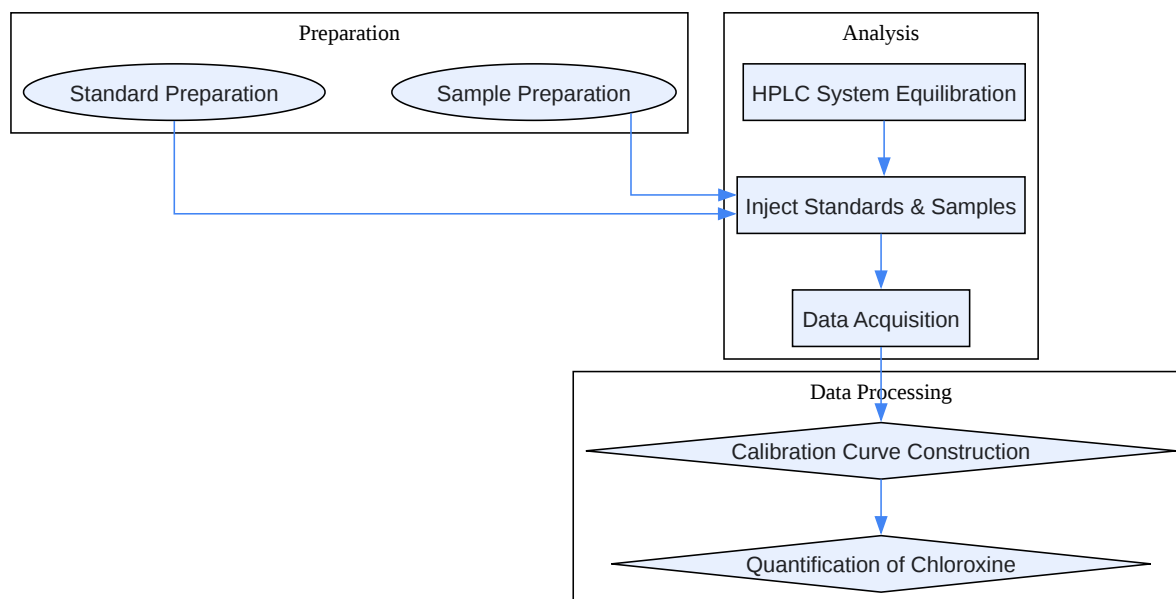 Preparation
Standard Preparation
Sample Preparation
Analysis
HPLC System Equilibration
Inject Standards & Samples
Data Acquisition
Data Processing
Calibration Curve Construction
Quantification of Chloroxine